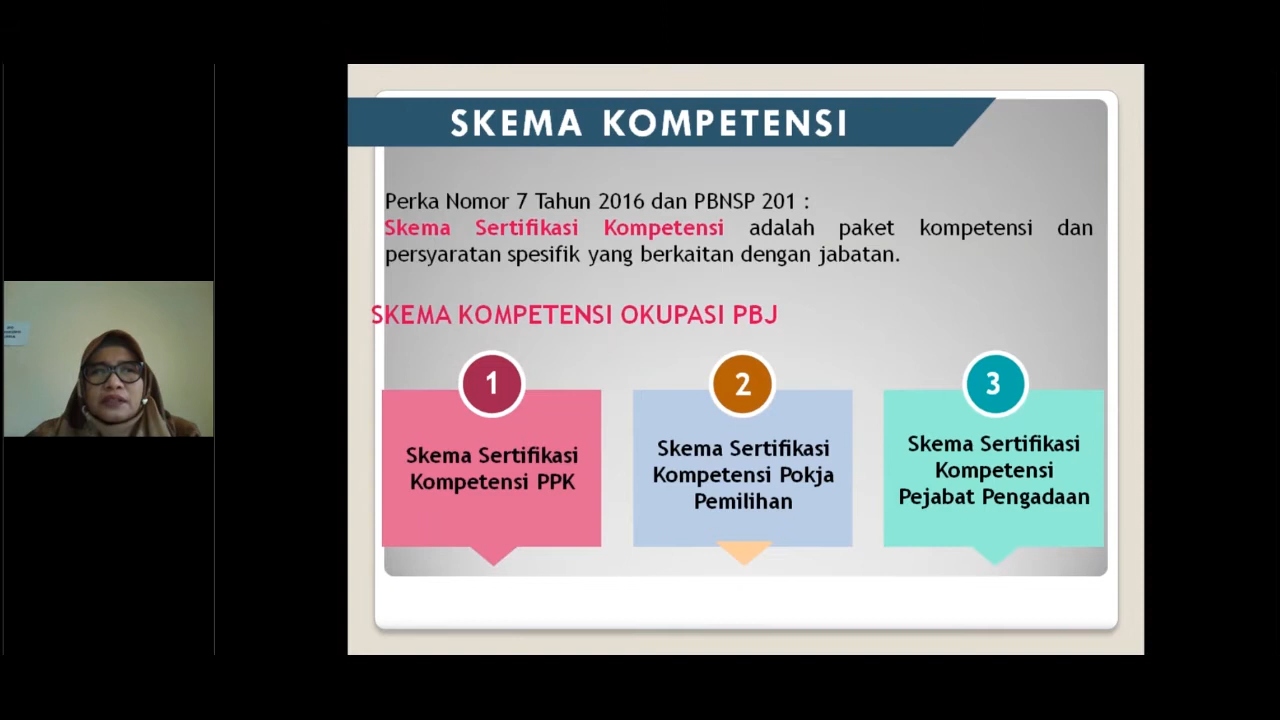 SKEMA KOMPETENSI
Perka Nomor 7 Tahun 2016 dan PBNSP 201 :
Skema Sertifikasi Kompetensi adalah paket kompetensi dan
persyaratan spesifik yang berkaitan dengan jabatan.
SKEMA KOMPETENSI OKUPASI PBJ
1
Skema Sertifikasi
Kompetensi PPK
2
Skema Sertifikasi
Kompetensi Pokja
Pemilihan
3
Skema Sertifikasi
Kompetensi
Pejabat Pengadaan